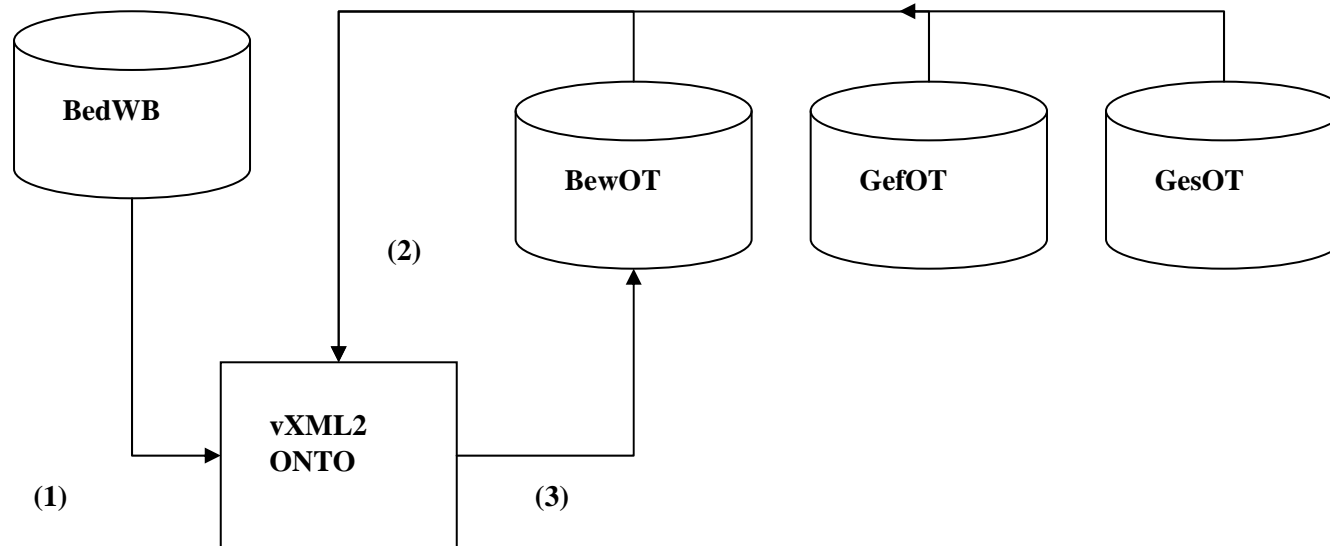 BedWB
BewOT
GefOT
GesOT
(2)
vXML2
ONTO
(1)
(3)